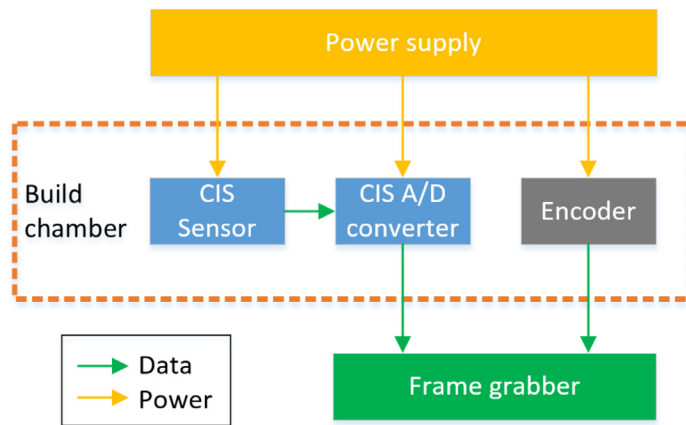 Power supply
Build
chamber
CIS
Sensor
CIS A/D
converter
Encoder
Data
Power
Frame grabber